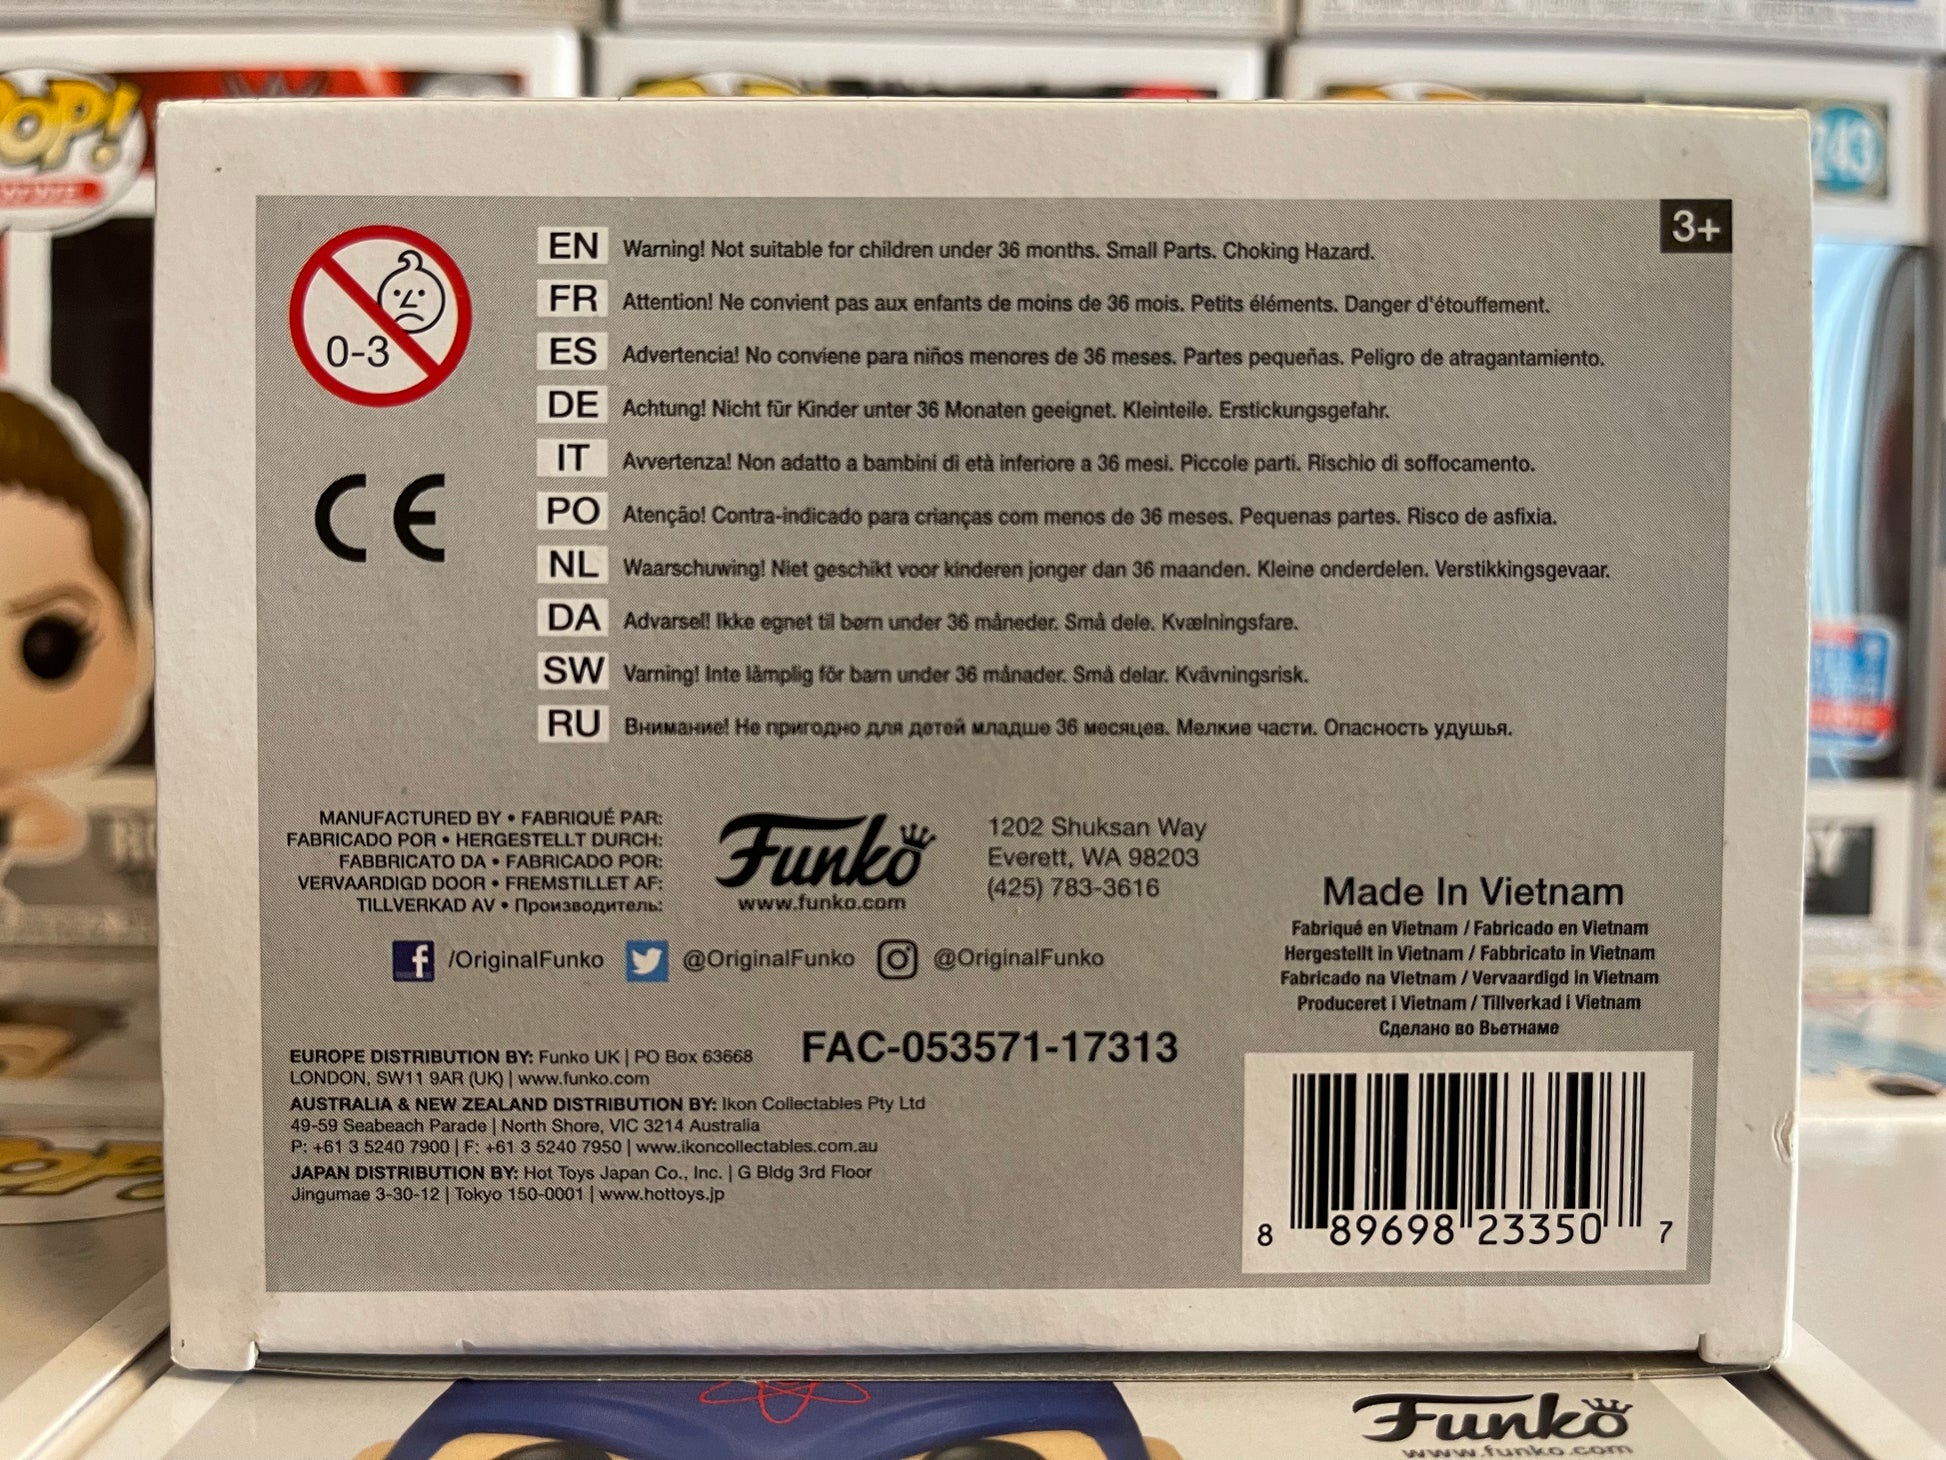 POP!
243
3+
0-3
EN Warning! Not suitable for children under 36 months. Small Parts. Choking Hazard.
FR Attention! Ne convient pas aux enfants de moins de 36 mois. Petits éléments. Danger d'étouffement.
ES Advertencia! No conviene para niños menores de 36 meses. Partes pequeñas. Peligro de atragantamiento.
DE Achtung! Nicht für Kinder unter 36 Monaten geeignet. Kleinteile. Erstickungsgefahr.
IT Avvertenza! Non adatto a bambini di età inferiore a 36 mesi. Piccole parti. Rischio di soffocamento.
PO Atenção! Contra-indicado para crianças com menos de 36 meses. Pequenas partes. Risco de asfixia.
NL Waarschuwing! Niet geschikt voor kinderen jonger dan 36 maanden. Kleine onderdelen. Verstikkingsgevaar.
DA Advarsel! Ikke egnet til børn under 36 måneder. Små dele. Kvælningsfare.
SW Varning! Inte lämplig för barn under 36 månader. Små delar. Kvävningsrisk.
RU Внимание! Не пригодно для детей младше 36 месяцев. Мелкие части. Опасность удушья.
CE
MANUFACTURED BY • FABRIQUÉ PAR:
FABRICADO POR • HERGESTELLT DURCH:
FABBRICATO DA • FABRICADO POR:
VERVAARDIGD DOOR • FREMSTILLET AF:
TILLVERKAD AV • Производитель:
Funko
www.funko.com
1202 Shuksan Way
Everett, WA 98203
(425) 783-3616
/OriginalFunko @OriginalFunko @OriginalFunko
Made In Vietnam
Fabriqué en Vietnam / Fabricado en Vietnam
Hergestellt in Vietnam / Fabbricato in Vietnam
Fabricado na Vietnam / Vervaardigd in Vietnam
Produceret i Vietnam / Tillverkad i Vietnam
Сделано во Вьетнаме
FAC-053571-17313
EUROPE DISTRIBUTION BY: Funko UK | PO Box 63668
LONDON, SW11 9AR (UK) | www.funko.com
AUSTRALIA & NEW ZEALAND DISTRIBUTION BY: Ikon Collectables Pty Ltd
49-59 Seabeach Parade | North Shore, VIC 3214 Australia
P: +61 3 5240 7900 | F: +61 3 5240 7950 | www.ikoncollectables.com.au
JAPAN DISTRIBUTION BY: Hot Toys Japan Co., Inc. | G Bldg 3rd Floor
Jingumae 3-30-12 | Tokyo 150-0001 | www.hottoys.jp
8 89698 23350 7
Funko
www.funko.com